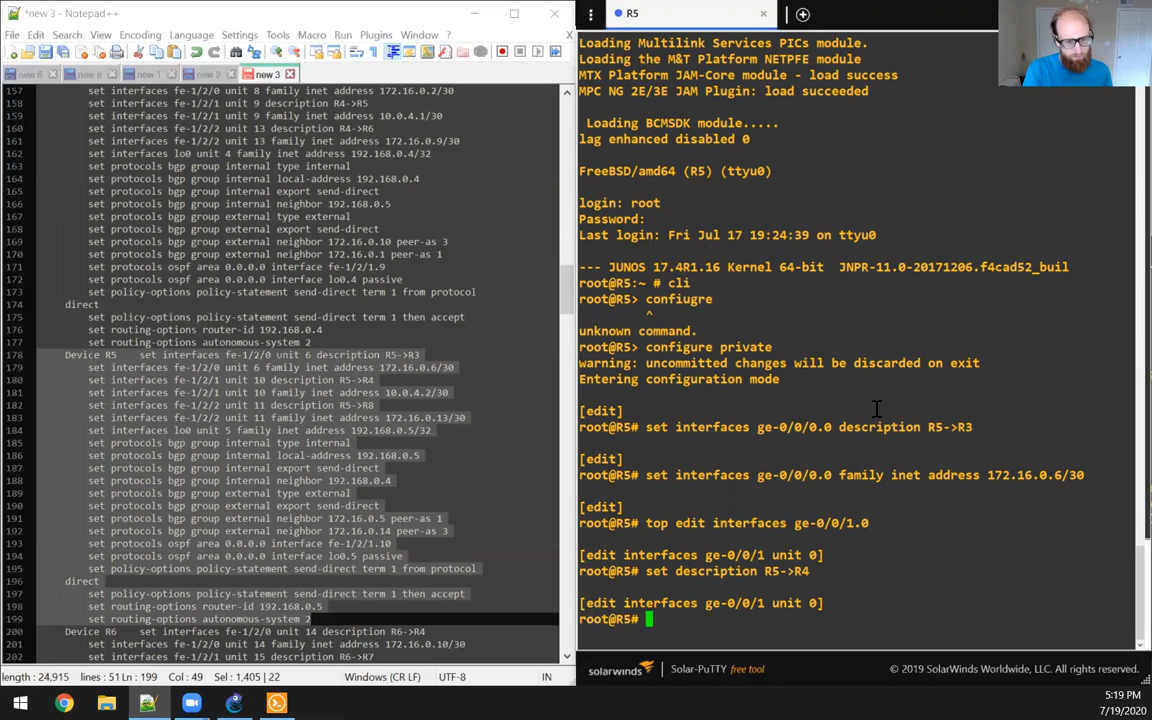 *new 3 - Notepad++
File Edit Search View Encoding Language Settings Tools Macro Run Plugins Window ?
new 6 new 8 new 1 new 2 new 3
157 set interfaces fe-1/2/0 unit 8 family inet address 172.16.0.2/30
158 set interfaces fe-1/2/1 unit 9 description R4->R5
159 set interfaces fe-1/2/1 unit 9 family inet address 10.0.4.1/30
160 set interfaces fe-1/2/2 unit 13 description R4->R6
161 set interfaces fe-1/2/2 unit 13 family inet address 172.16.0.9/30
162 set interfaces lo0 unit 4 family inet address 192.168.0.4/32
163 set protocols bgp group internal type internal
164 set protocols bgp group internal local-address 192.168.0.4
165 set protocols bgp group internal export send-direct
166 set protocols bgp group internal neighbor 192.168.0.5
167 set protocols bgp group external type external
168 set protocols bgp group external export send-direct
169 set protocols bgp group external neighbor 172.16.0.10 peer-as 3
170 set protocols bgp group external neighbor 172.16.0.1 peer-as 1
171 set protocols ospf area 0.0.0.0 interface fe-1/2/1.9
172 set protocols ospf area 0.0.0.0 interface lo0.4 passive
173 set policy-options policy-statement send-direct term 1 from protocol
174 direct
175 set policy-options policy-statement send-direct term 1 then accept
176 set routing-options router-id 192.168.0.4
177 set routing-options autonomous-system 2
178 Device R5 set interfaces fe-1/2/0 unit 6 description R5->R3
179 set interfaces fe-1/2/0 unit 6 family inet address 172.16.0.6/30
180 set interfaces fe-1/2/1 unit 10 description R5->R4
181 set interfaces fe-1/2/1 unit 10 family inet address 10.0.4.2/30
182 set interfaces fe-1/2/2 unit 11 description R5->R8
183 set interfaces fe-1/2/2 unit 11 family inet address 172.16.0.13/30
184 set interfaces lo0 unit 5 family inet address 192.168.0.5/32
185 set protocols bgp group internal type internal
186 set protocols bgp group internal local-address 192.168.0.5
187 set protocols bgp group internal export send-direct
188 set protocols bgp group internal neighbor 192.168.0.4
189 set protocols bgp group external type external
190 set protocols bgp group external export send-direct
191 set protocols bgp group external neighbor 172.16.0.5 peer-as 1
192 set protocols bgp group external neighbor 172.16.0.14 peer-as 3
193 set protocols ospf area 0.0.0.0 interface fe-1/2/1.10
194 set protocols ospf area 0.0.0.0 interface lo0.5 passive
195 set policy-options policy-statement send-direct term 1 from protocol
196 direct
197 set policy-options policy-statement send-direct term 1 then accept
198 set routing-options router-id 192.168.0.5
199 set routing-options autonomous-system 2
200 Device R6 set interfaces fe-1/2/0 unit 14 description R6->R4
201 set interfaces fe-1/2/0 unit 14 family inet address 172.16.0.10/30
202 set interfaces fe-1/2/1 unit 15 description R6->R7
length : 24,915 lines : 51 Ln : 199 Col : 49 Sel : 1,405 | 22 Windows (CR LF) UTF-8 IN
R5
Loading Multilink Services PICs module.
Loading the M&T Platform NETPFE module
MTX Platform JAM-Core module - load success
MPC NG 2E/3E JAM Plugin: load succeeded
Loading BCMSDK module.....
lag enhanced disabled 0
FreeBSD/amd64 (R5) (ttyu0)
login: root
Password:
Last login: Fri Jul 17 19:24:39 on ttyu0
--- JUNOS 17.4R1.16 Kernel 64-bit JNPR-11.0-20171206.f4cad52_buil
root@R5:~ # cli
root@R5> confiugre
^
unknown command.
root@R5> configure private
warning: uncommitted changes will be discarded on exit
Entering configuration mode
[edit]
root@R5# set interfaces ge-0/0/0.0 description R5->R3
[edit]
root@R5# set interfaces ge-0/0/0.0 family inet address 172.16.0.6/30
[edit]
root@R5# top edit interfaces ge-0/0/1.0
[edit interfaces ge-0/0/1 unit 0]
root@R5# set description R5->R4
[edit interfaces ge-0/0/1 unit 0]
root@R5#
solarwinds Solar-PuTTY free tool © 2019 SolarWinds Worldwide, LLC. All rights reserved.
5:19 PM
7/19/2020